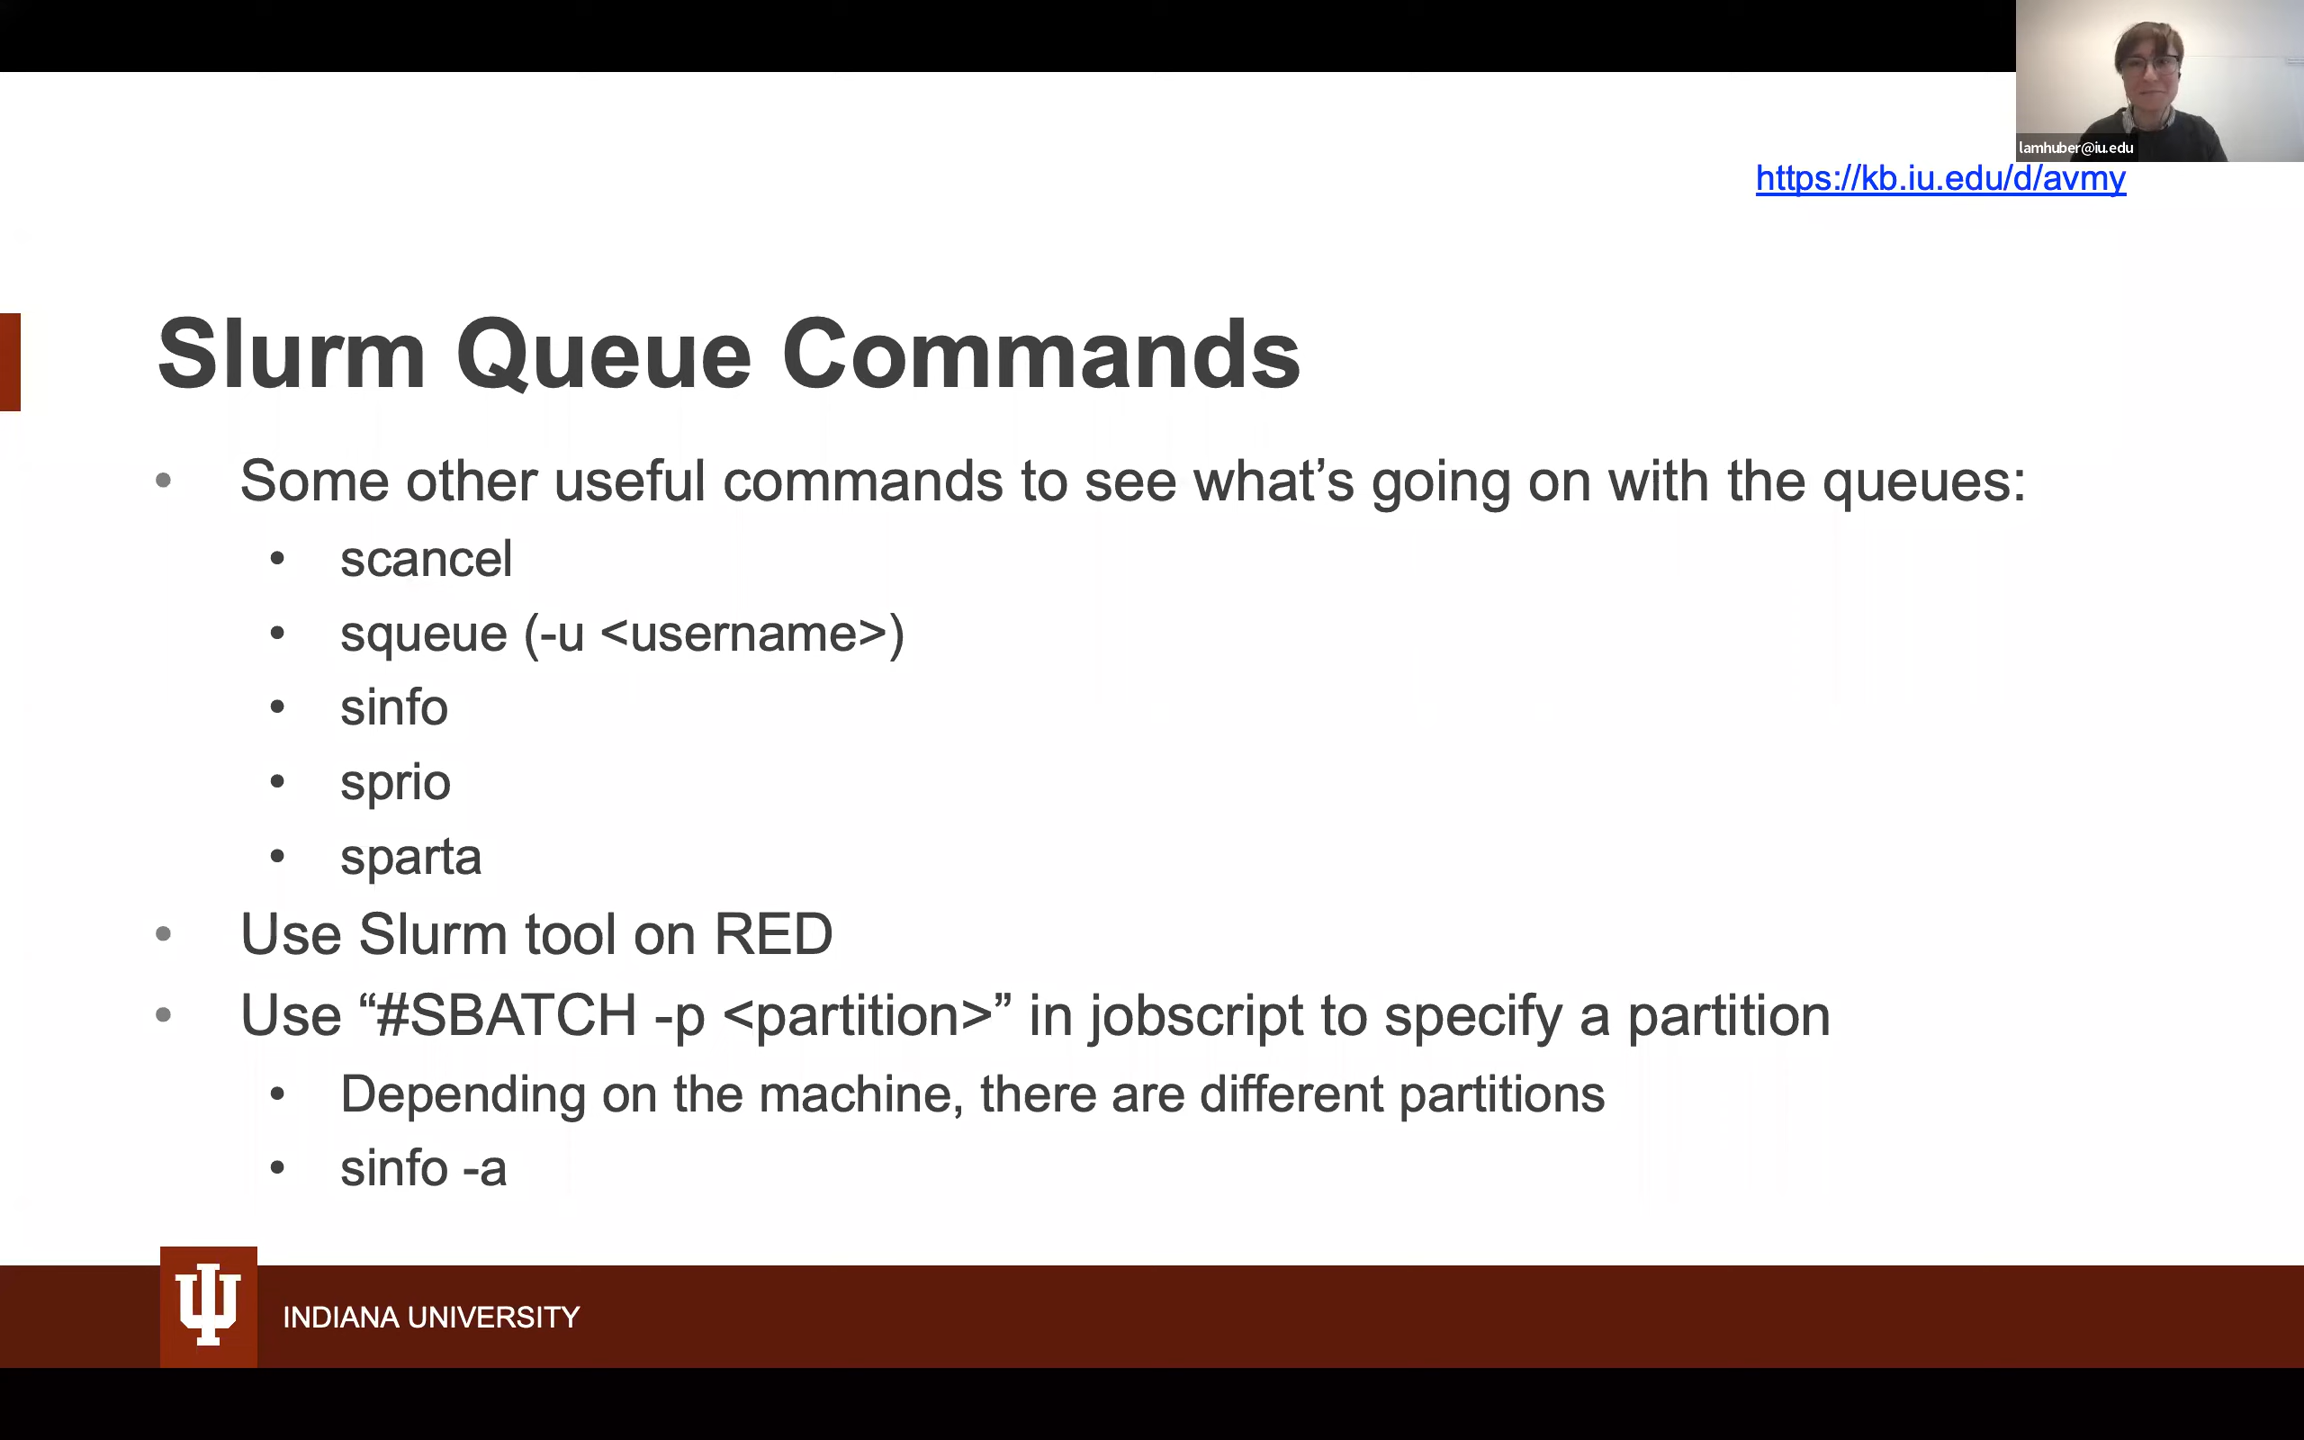 lamhuber@iu.edu
https://kb.iu.edu/d/avmy
Slurm Queue Commands
• Some other useful commands to see what’s going on with the queues:
• scancel
• squeue (-u <username>)
• sinfo
• sprio
• sparta
• Use Slurm tool on RED
• Use “#SBATCH -p <partition>” in jobscript to specify a partition
• Depending on the machine, there are different partitions
• sinfo -a
INDIANA UNIVERSITY